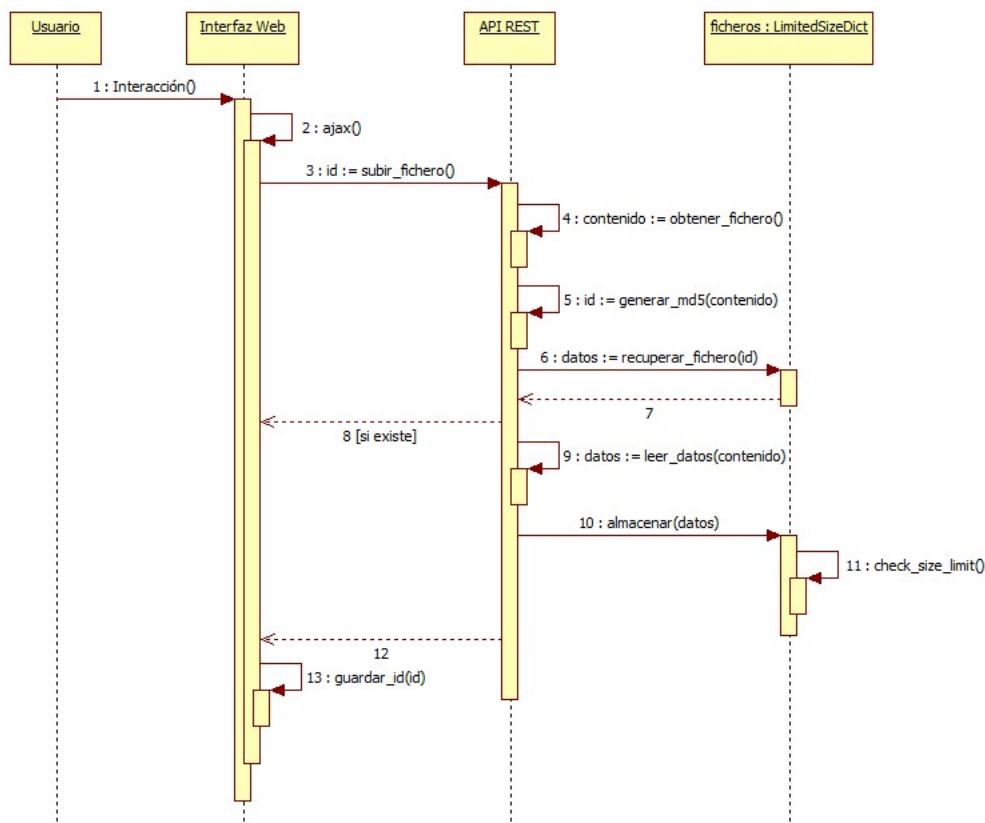 Usuario
Interfaz Web
API REST
ficheros : LimitedSizeDict
1 : Interacción()
2 : ajax()
3 : id := subir_fichero()
4 : contenido := obtener_fichero()
5 : id := generar_md5(contenido)
6 : datos := recuperar_fichero(id)
7
8 [si existe]
9 : datos := leer_datos(contenido)
10 : almacenar(datos)
11 : check_size_limit()
12
13 : guardar_id(id)